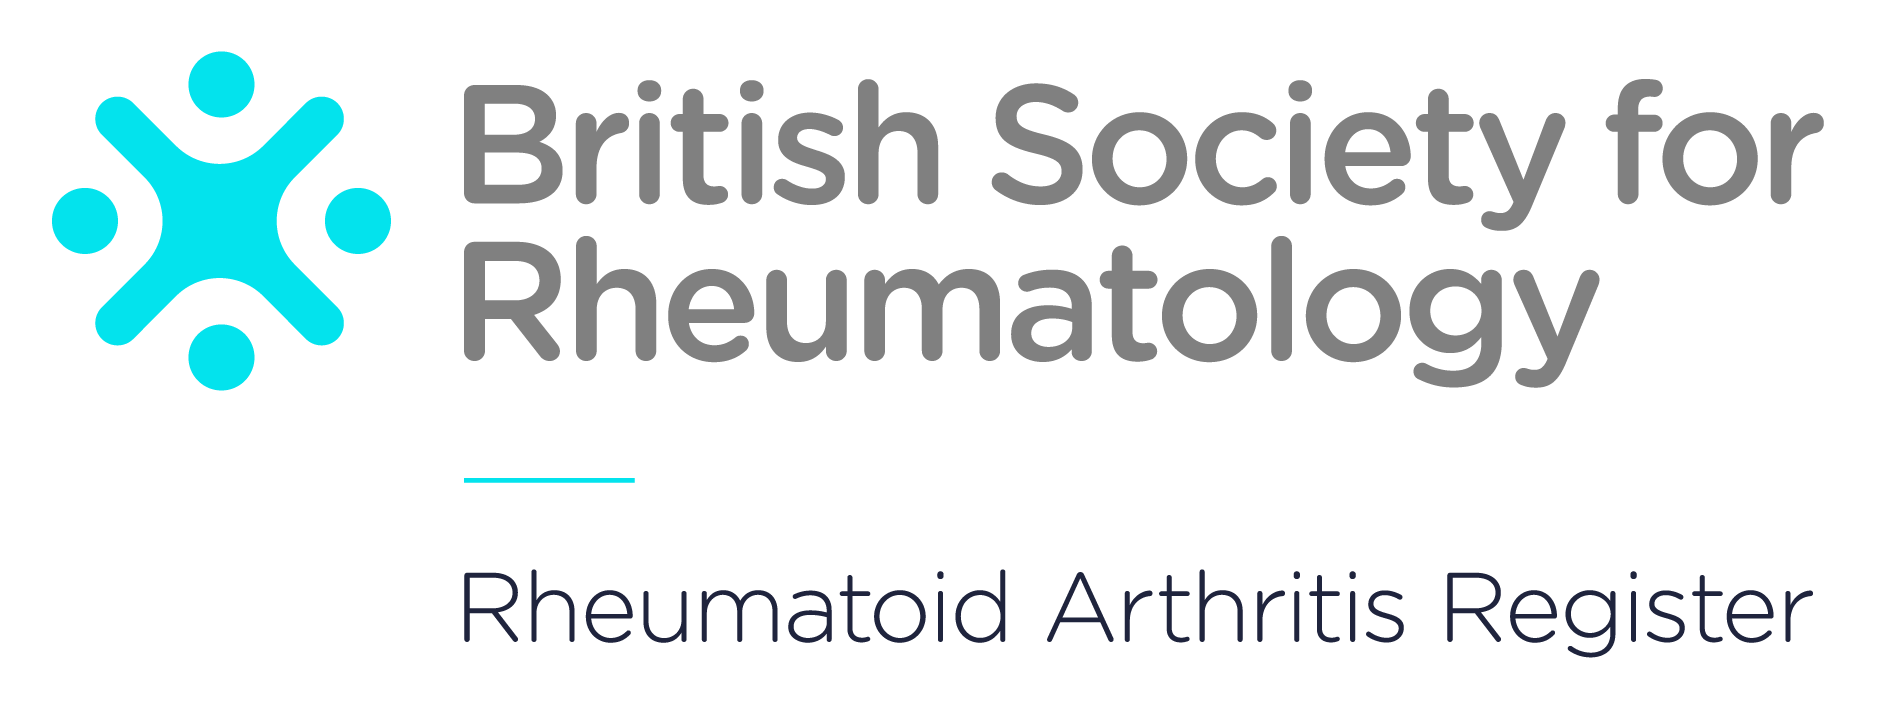 British Society for
Rheumatology
Rheumatoid Arthritis Register